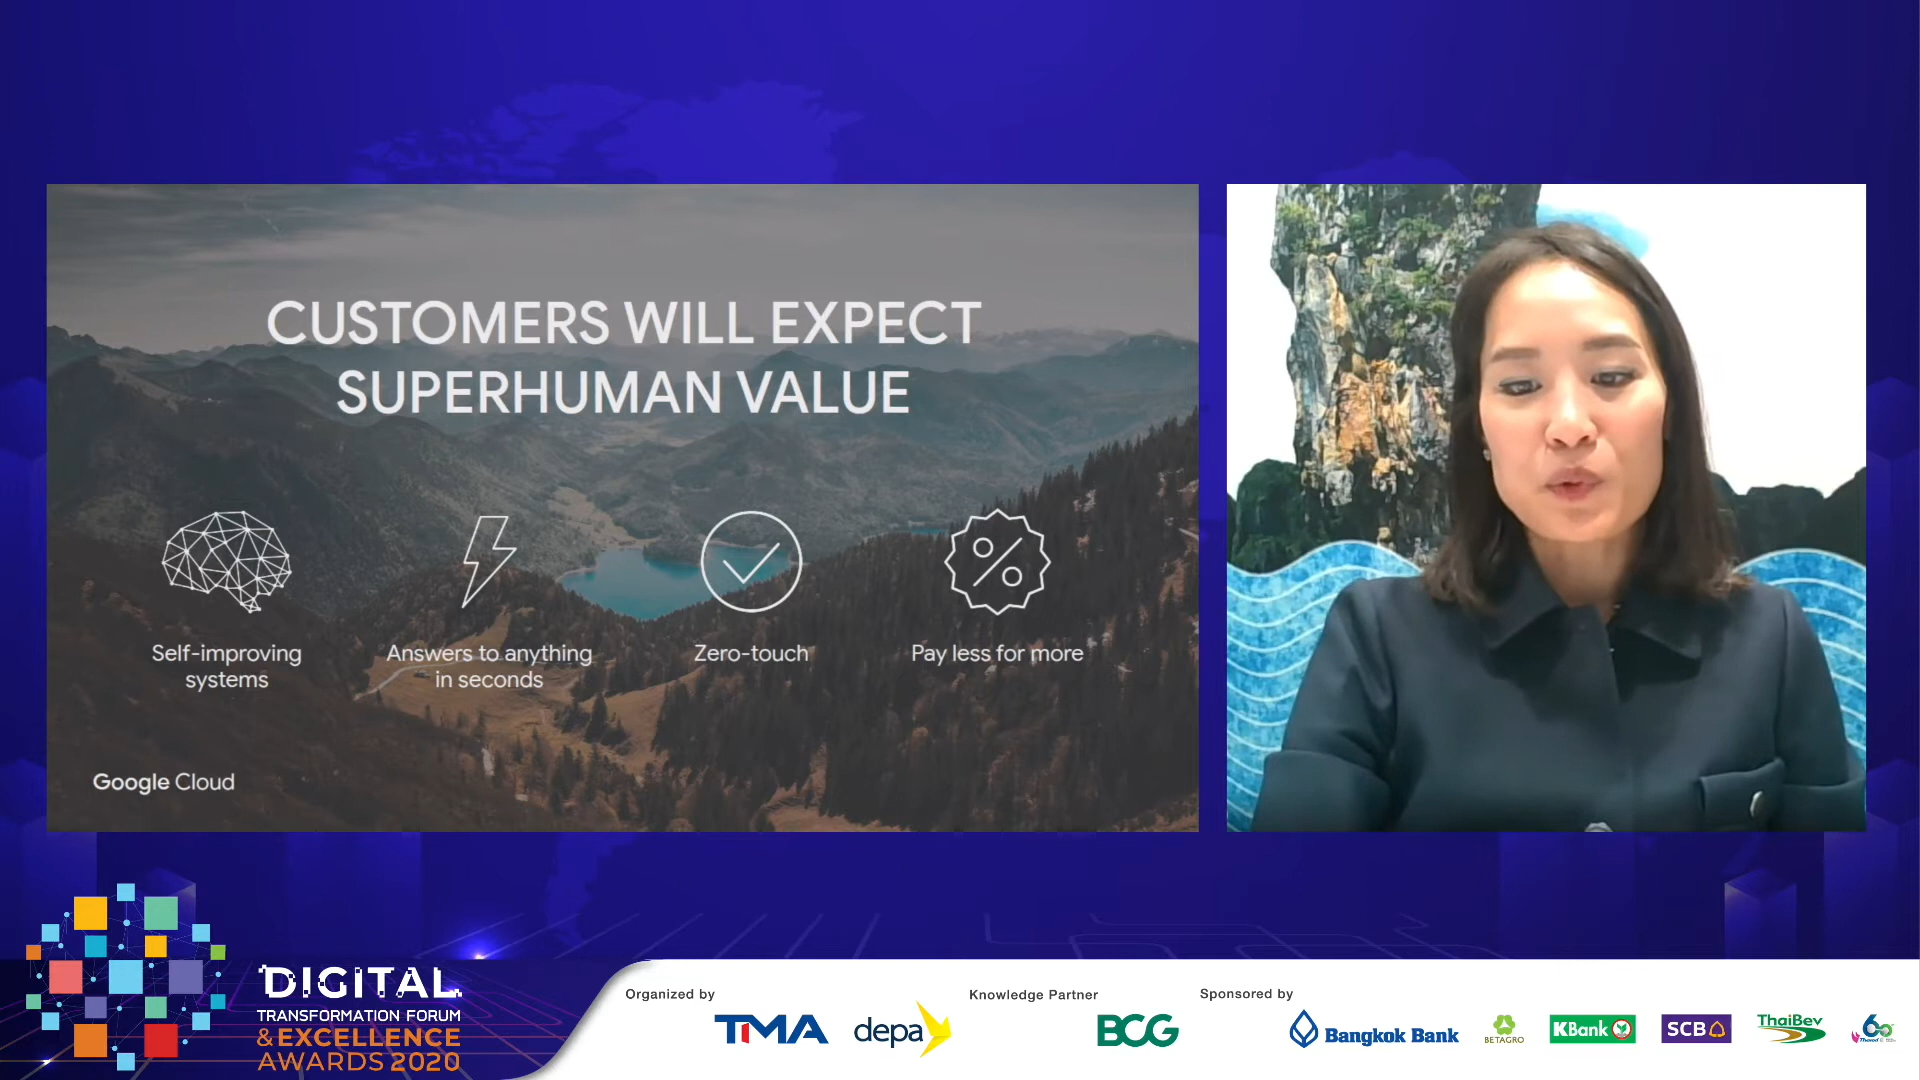 CUSTOMERS WILL EXPECT
SUPERHUMAN VALUE
Self-improving
systems
Answers to anything
in seconds
Zero-touch
Pay less for more
Google Cloud
DIGITAL
TRANSFORMATION FORUM
& EXCELLENCE
AWARDS 2020
Organized by
TMA
depa
Knowledge Partner
BCG
Sponsored by
Bangkok Bank
BETAGRO
KBank
SCB
ThaiBev
60